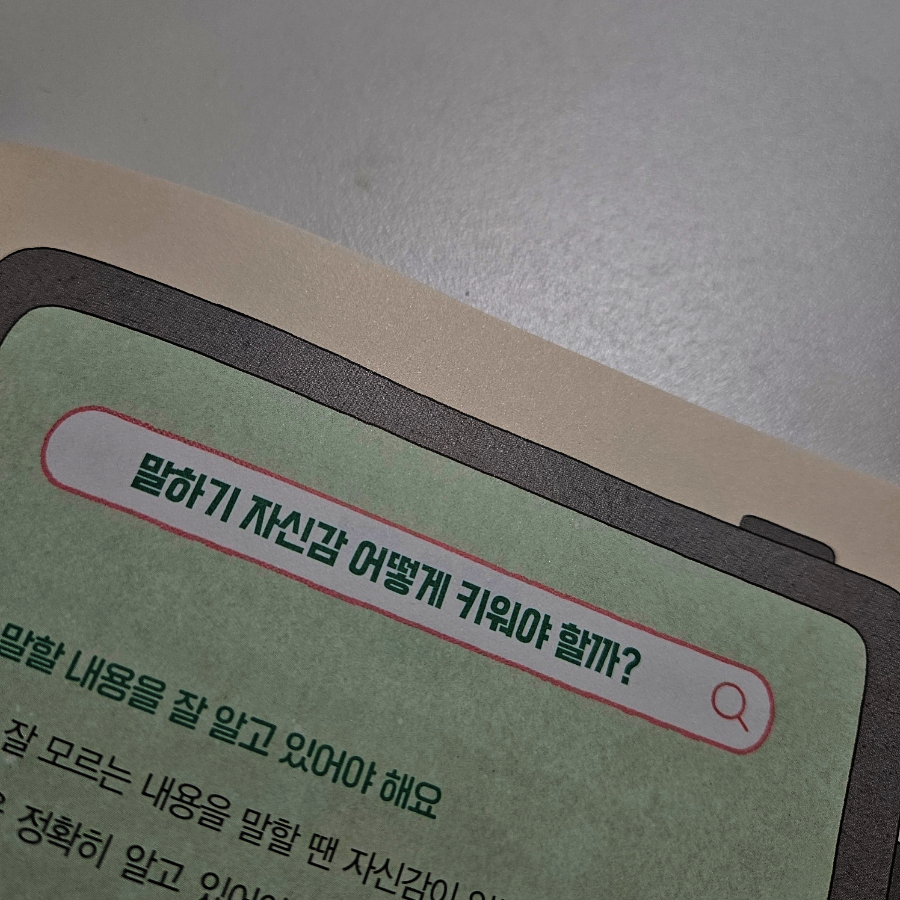 말하기 자신감 어떻게 키워야 할까?
말할 내용을 잘 알고 있어야 해요
잘 모르는 내용을 말할 땐 자신감이
정확히 알고